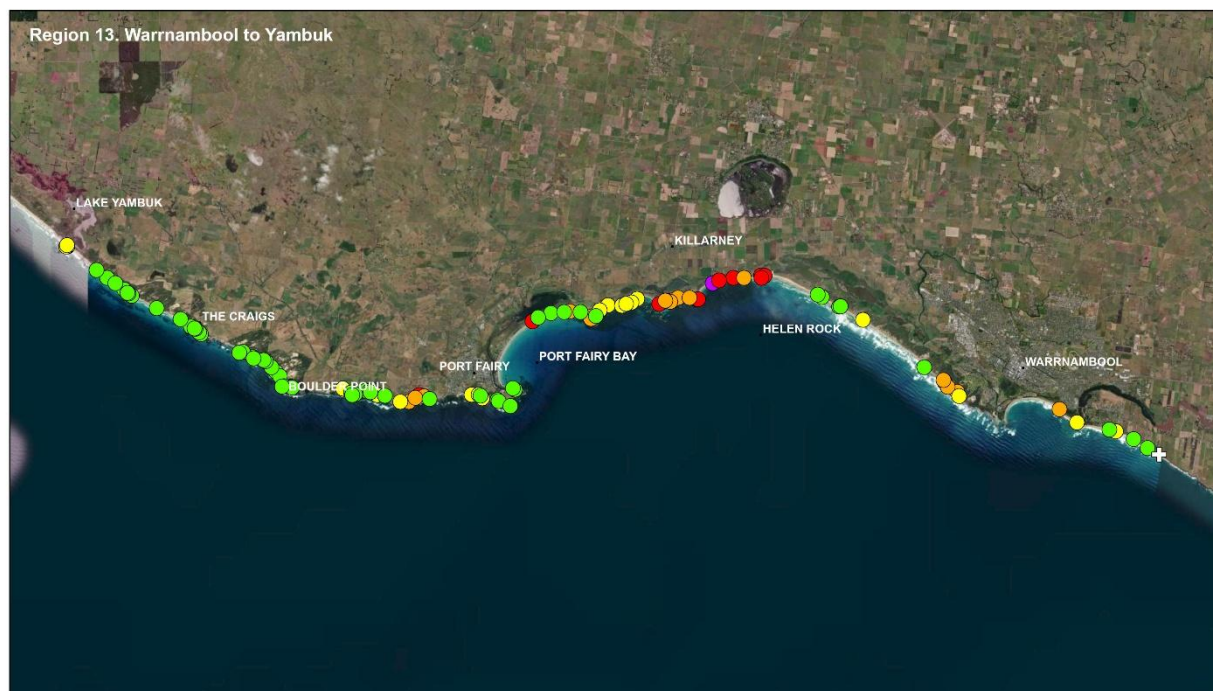 Region 13. Warrnambool to Yambuk
LAKE YAMBUK
KILLARNEY
THE CRAIGS
HELEN ROCK
PORT FAIRY BAY
PORT FAIRY
WARRNAMBOOL
BOULDER POINT